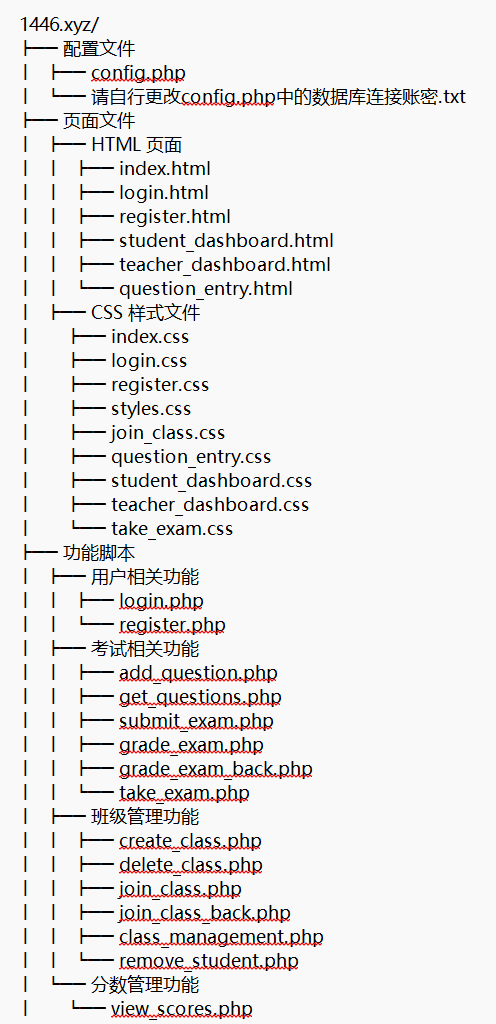 1446.xyz/
├── 配置文件
│   ├── config.php
│   └── 请自行更改config.php中的数据库连接账密.txt
├── 页面文件
│   ├── HTML 页面
│   │   ├── index.html
│   │   ├── login.html
│   │   ├── register.html
│   │   ├── student_dashboard.html
│   │   ├── teacher_dashboard.html
│   │   └── question_entry.html
│   ├── CSS 样式文件
│       ├── index.css
│       ├── login.css
│       ├── register.css
│       ├── styles.css
│       ├── join_class.css
│       ├── question_entry.css
│       ├── student_dashboard.css
│       ├── teacher_dashboard.css
│       └── take_exam.css
├── 功能脚本
│   ├── 用户相关功能
│   │   ├── login.php
│   │   └── register.php
│   ├── 考试相关功能
│   │   ├── add_question.php
│   │   ├── get_questions.php
│   │   ├── submit_exam.php
│   │   ├── grade_exam.php
│   │   ├── grade_exam_back.php
│   │   └── take_exam.php
│   ├── 班级管理功能
│   │   ├── create_class.php
│   │   ├── delete_class.php
│   │   ├── join_class.php
│   │   ├── join_class_back.php
│   │   ├── class_management.php
│   │   └── remove_student.php
│   └── 分数管理功能
│       └── view_scores.php